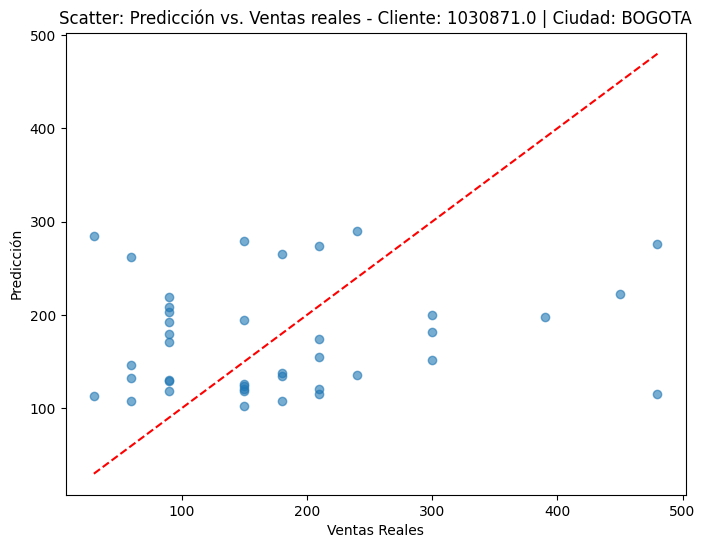 Scatter: Predicción vs. Ventas reales - Cliente: 1030871.0 | Ciudad: BOGOTA
500
400
300
200
100
Predicción
100 200 300 400 500
Ventas Reales